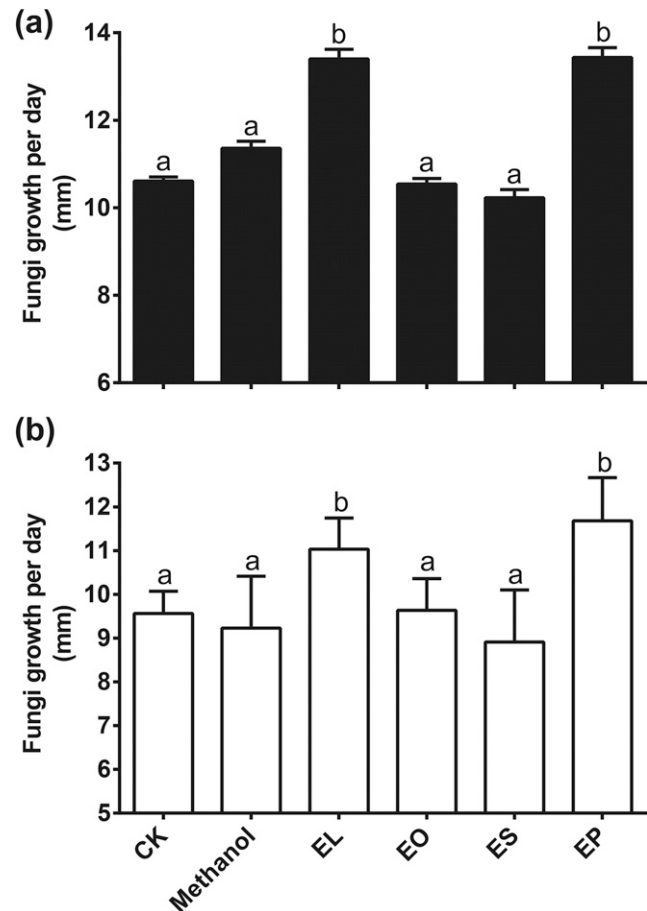 (a)
Fungi growth per day
(mm)
14
12
10
8
6
a
a
b
a
a
b
(b)
Fungi growth per day
(mm)
13
12
11
10
9
8
7
6
5
a
a
b
a
a
b
CK
Methanol
EL
EO
ES
EP